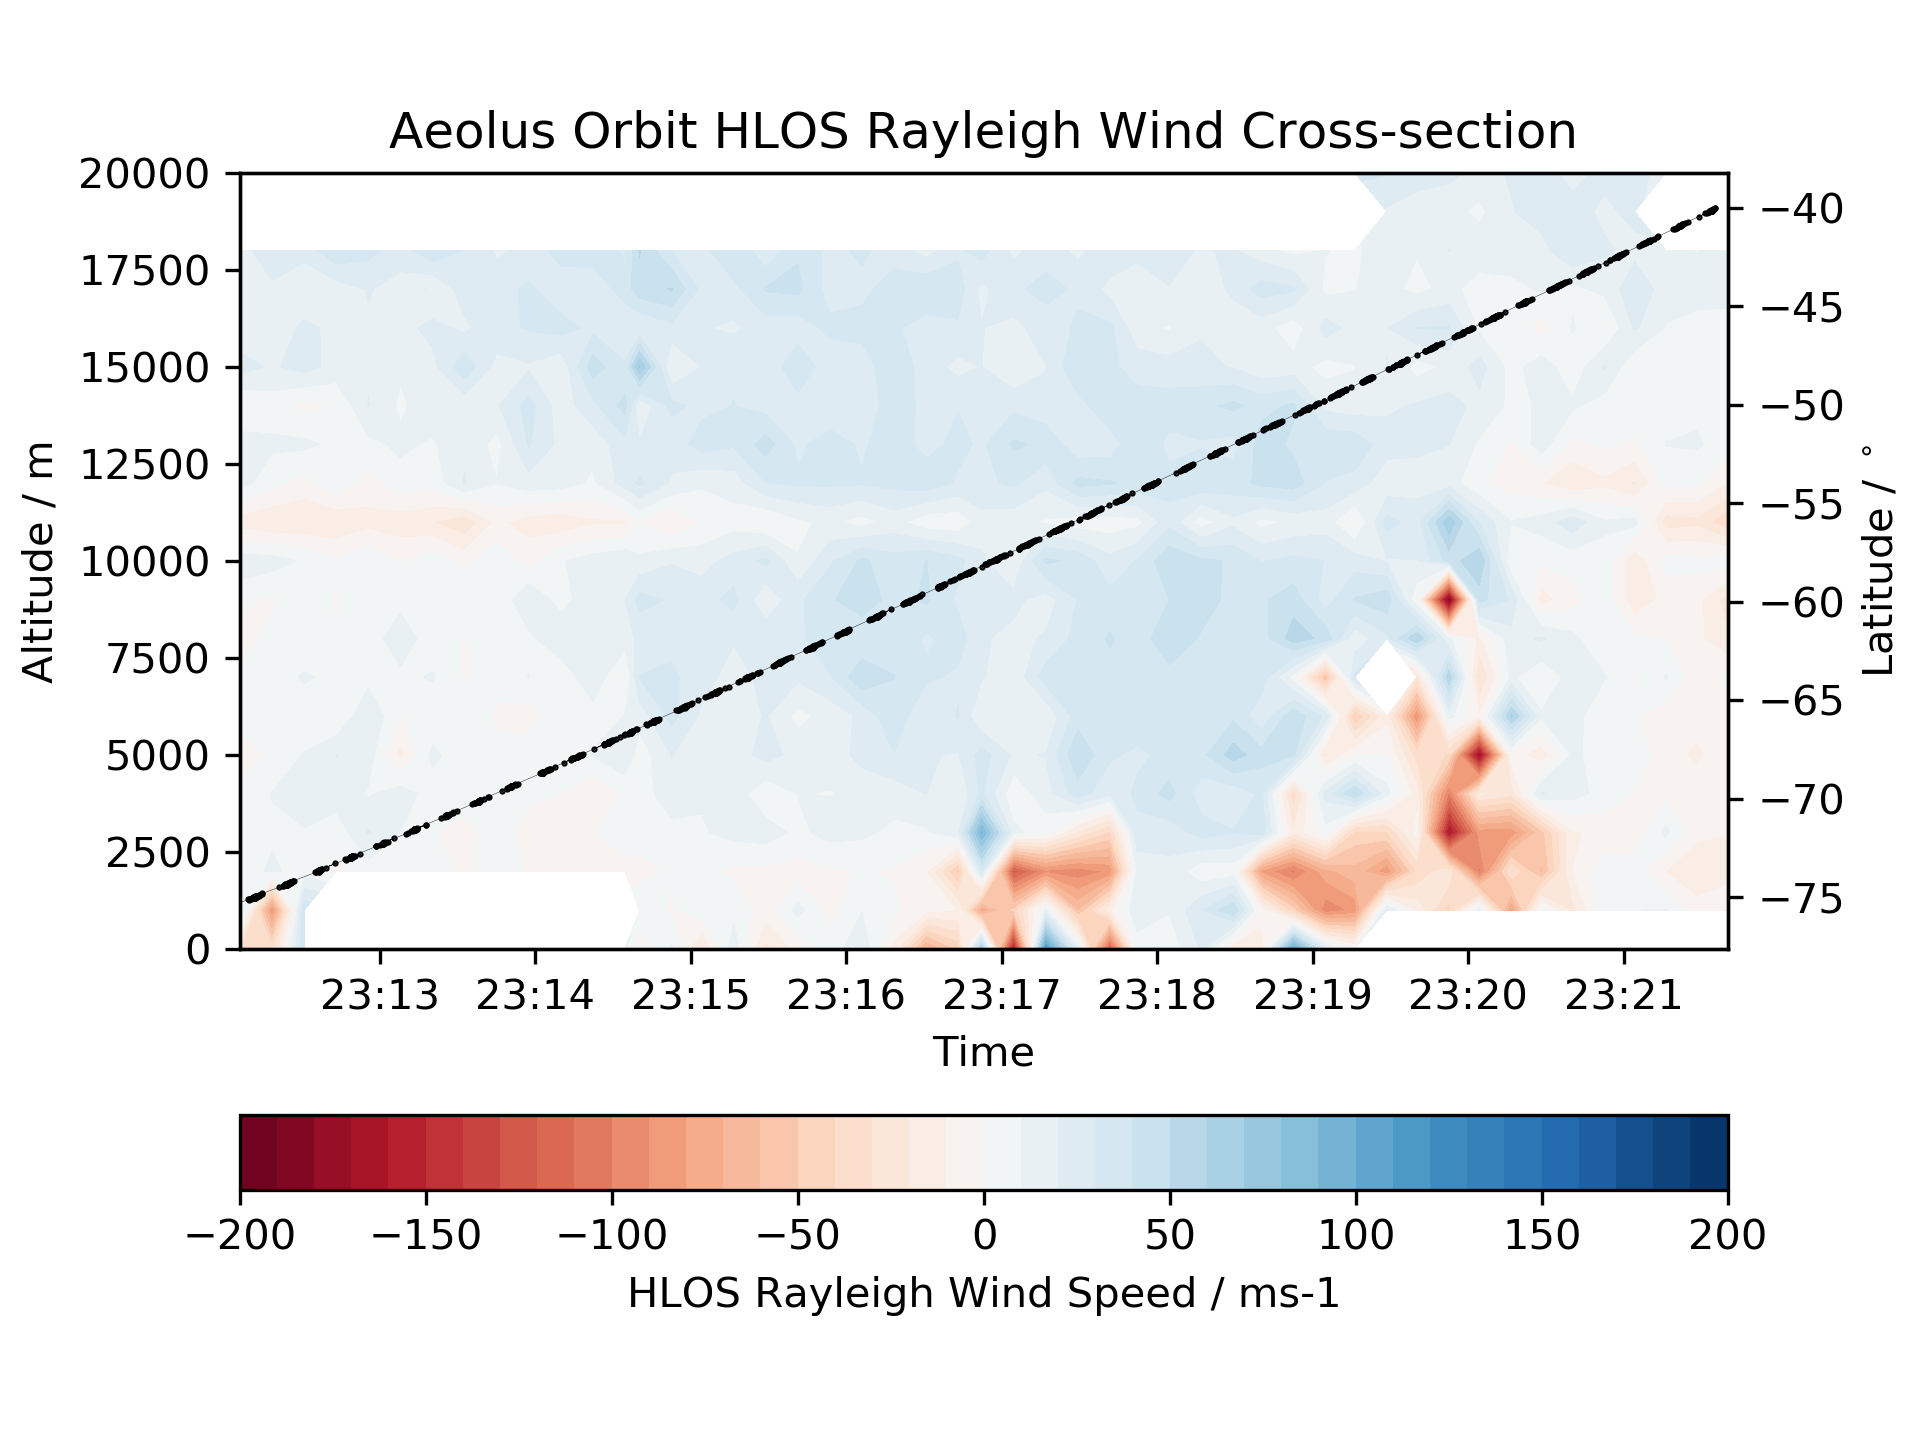 Aeolus Orbit HLOS Rayleigh Wind Cross-section
20000
17500
15000
12500
10000
7500
5000
2500
0
Altitude / m
−40
−45
−50
−55
−60
−65
−70
−75
Latitude / °
23:13 23:14 23:15 23:16 23:17 23:18 23:19 23:20 23:21
Time
−200 −150 −100 −50 0 50 100 150 200
HLOS Rayleigh Wind Speed / ms-1